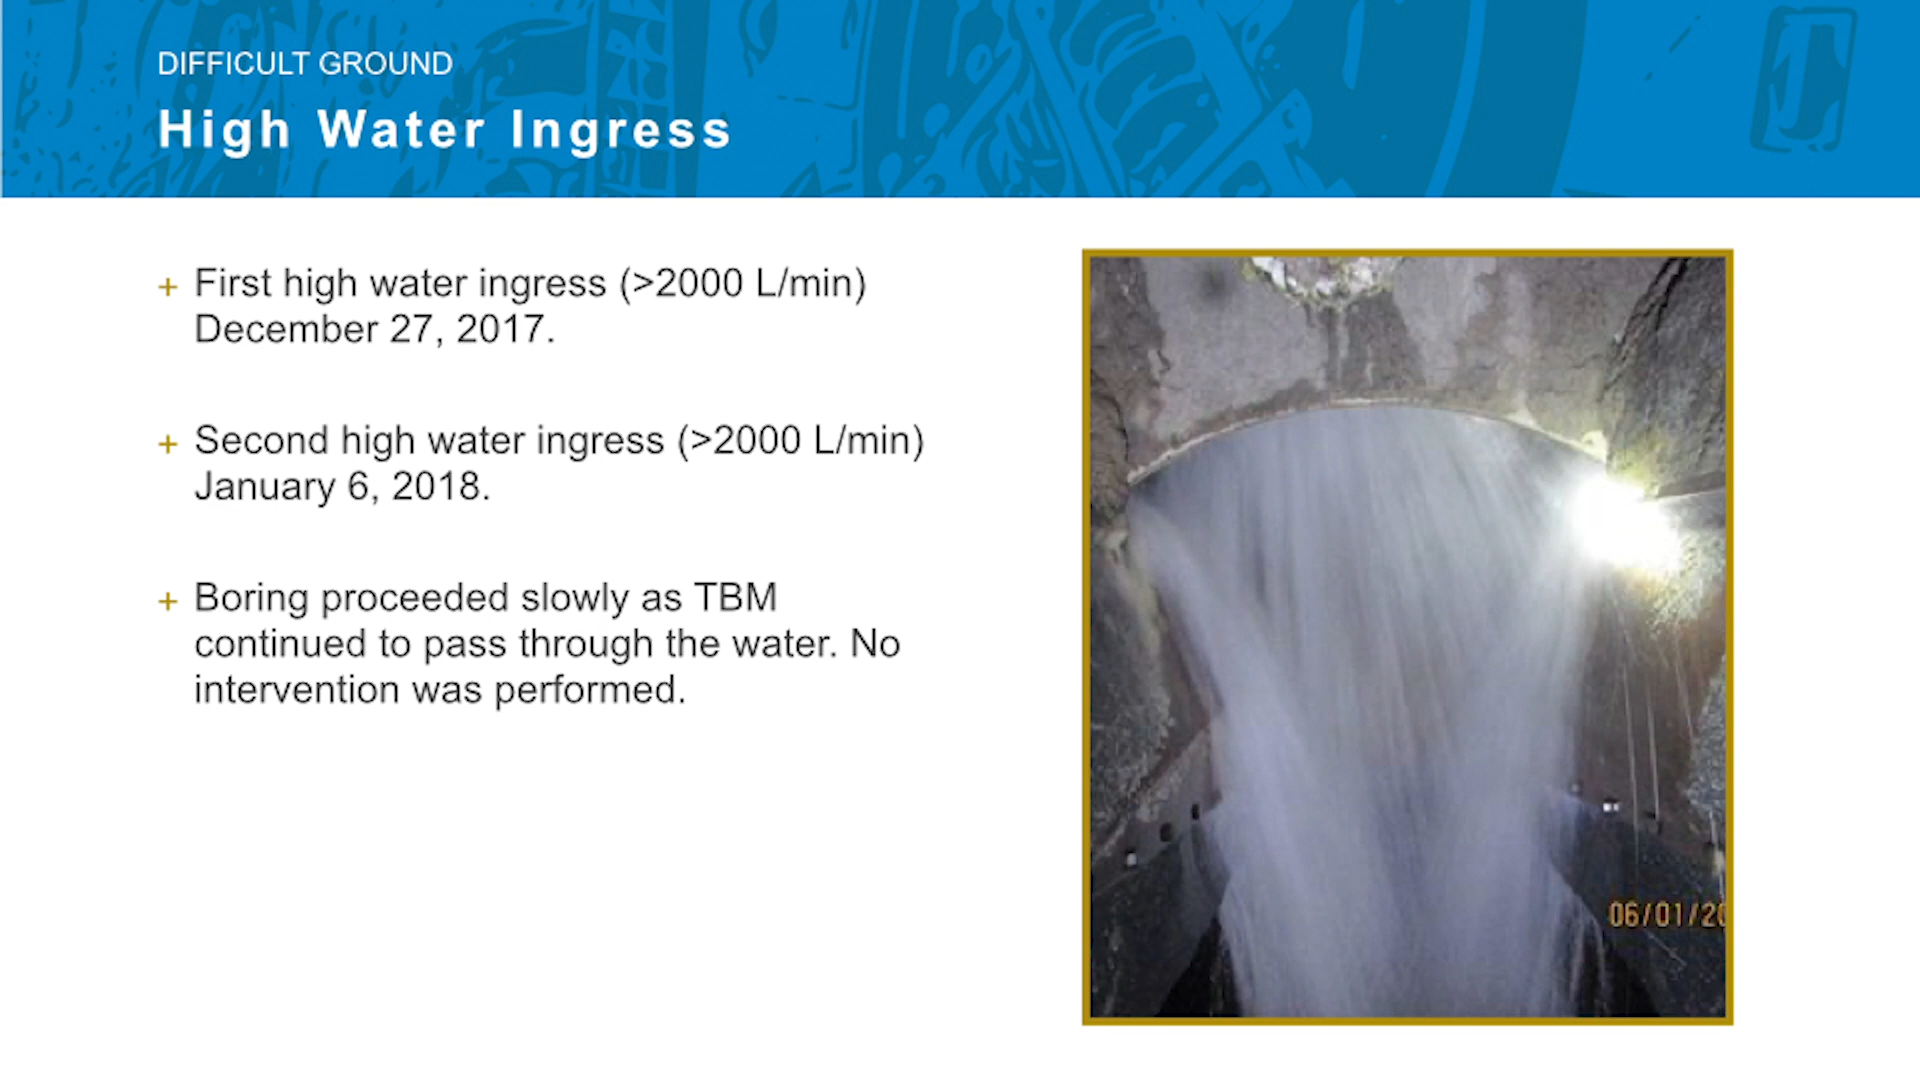 DIFFICULT GROUND
High Water Ingress
+ First high water ingress (>2000 L/min)
December 27, 2017.
+ Second high water ingress (>2000 L/min)
January 6, 2018.
+ Boring proceeded slowly as TBM
continued to pass through the water. No
intervention was performed.
06/01/20